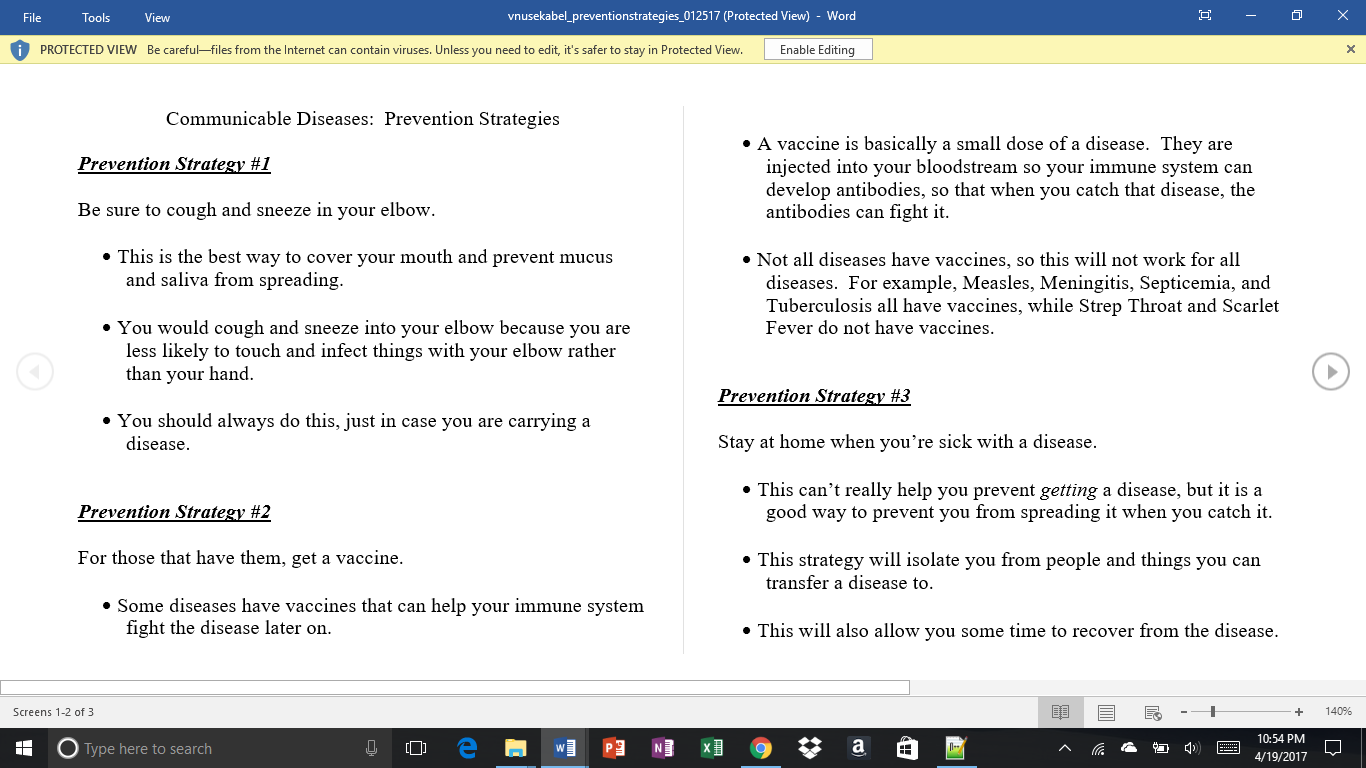 File Tools View vnusekabel_preventionstrategies_012517 (Protected View) - Word
PROTECTED VIEW Be careful—files from the Internet can contain viruses. Unless you need to edit, it's safer to stay in Protected View. Enable Editing
Communicable Diseases:  Prevention Strategies
Prevention Strategy #1
Be sure to cough and sneeze in your elbow.
• This is the best way to cover your mouth and prevent mucus
and saliva from spreading.
• You would cough and sneeze into your elbow because you are
less likely to touch and infect things with your elbow rather
than your hand.
• You should always do this, just in case you are carrying a
disease.
Prevention Strategy #2
For those that have them, get a vaccine.
• Some diseases have vaccines that can help your immune system
fight the disease later on.
• A vaccine is basically a small dose of a disease.  They are
injected into your bloodstream so your immune system can
develop antibodies, so that when you catch that disease, the
antibodies can fight it.
• Not all diseases have vaccines, so this will not work for all
diseases.  For example, Measles, Meningitis, Septicemia, and
Tuberculosis all have vaccines, while Strep Throat and Scarlet
Fever do not have vaccines.
Prevention Strategy #3
Stay at home when you’re sick with a disease.
• This can’t really help you prevent getting a disease, but it is a
good way to prevent you from spreading it when you catch it.
• This strategy will isolate you from people and things you can
transfer a disease to.
• This will also allow you some time to recover from the disease.
Screens 1-2 of 3 140%
Type here to search
10:54 PM
4/19/2017